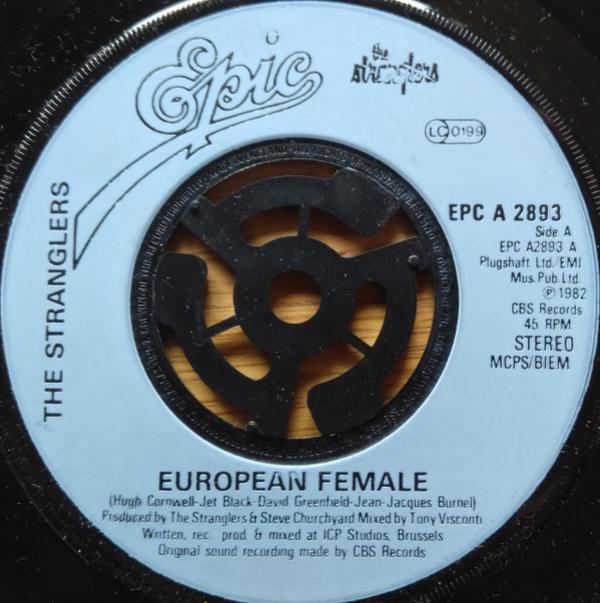 Epic
the
stranglers
LC 0199
THE STRANGLERS
EPC A 2893
Side A
EPC A2893 A
Plugshaft Ltd./EMI
Mus.Pub.Ltd.
℗ 1982
CBS Records
45 RPM
STEREO
MCPS/BIEM
EUROPEAN FEMALE
(Hugh Cornwell-Jet Black-David Greenfield-Jean-Jacques Burnel)
Produced by The Stranglers & Steve Churchyard Mixed by Tony Visconti
Written, rec. prod & mixed at ICP Studios, Brussels
Original sound recording made by CBS Records